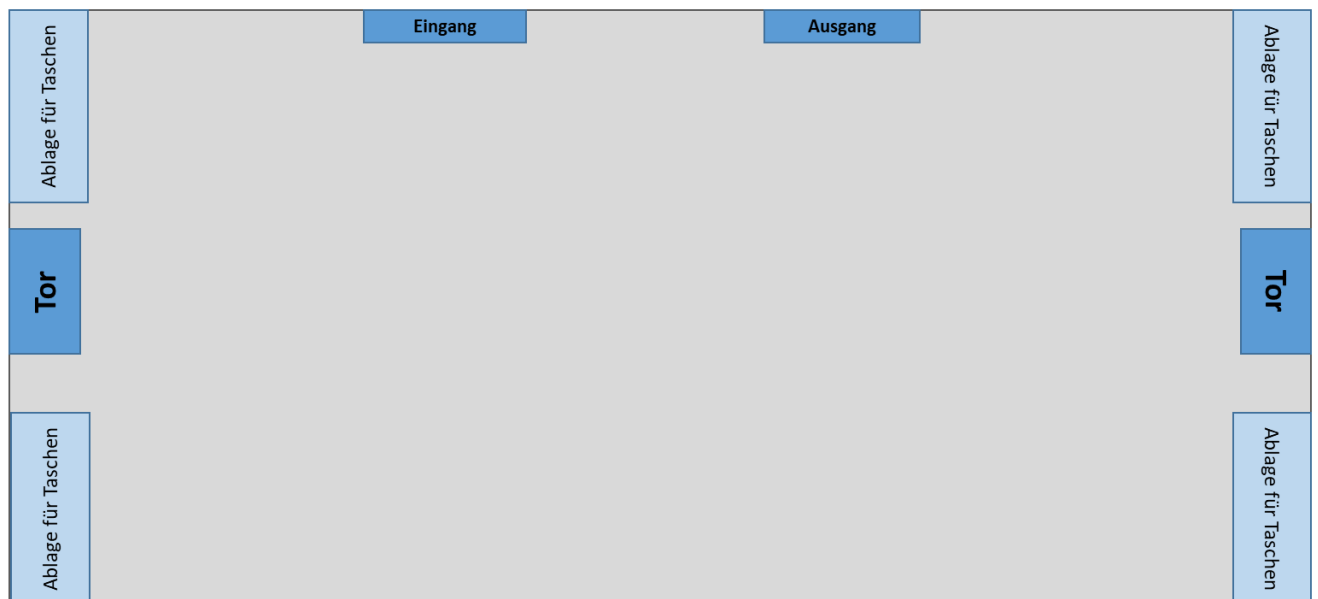 Eingang
Ausgang
Ablage für Taschen
Ablage für Taschen
Tor
Tor
Ablage für Taschen
Ablage für Taschen